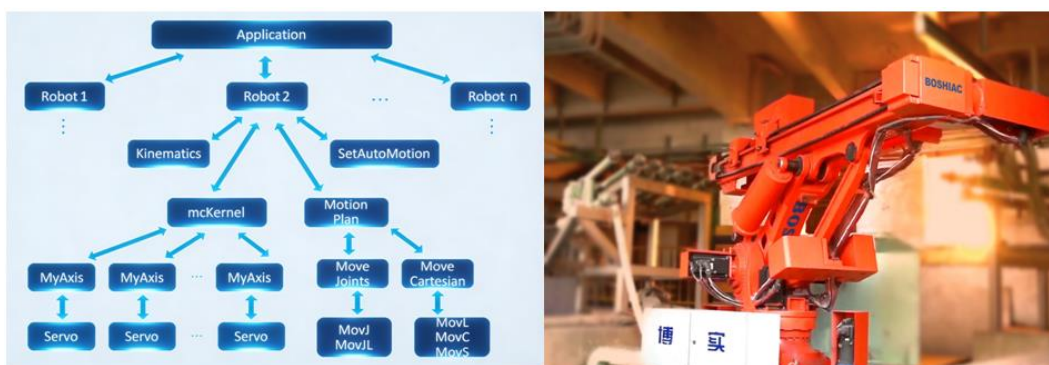 Application
Robot 1
Robot 2
...
Robot n
Kinematics
SetAutoMotion
mcKernel
Motion
Plan
MyAxis
MyAxis
...
MyAxis
Move
Joints
Move
Cartesian
Servo
Servo
...
Servo
MovJ
MovJL
MovL
MovC
MovS
BOSHIAC
BOS
博 实